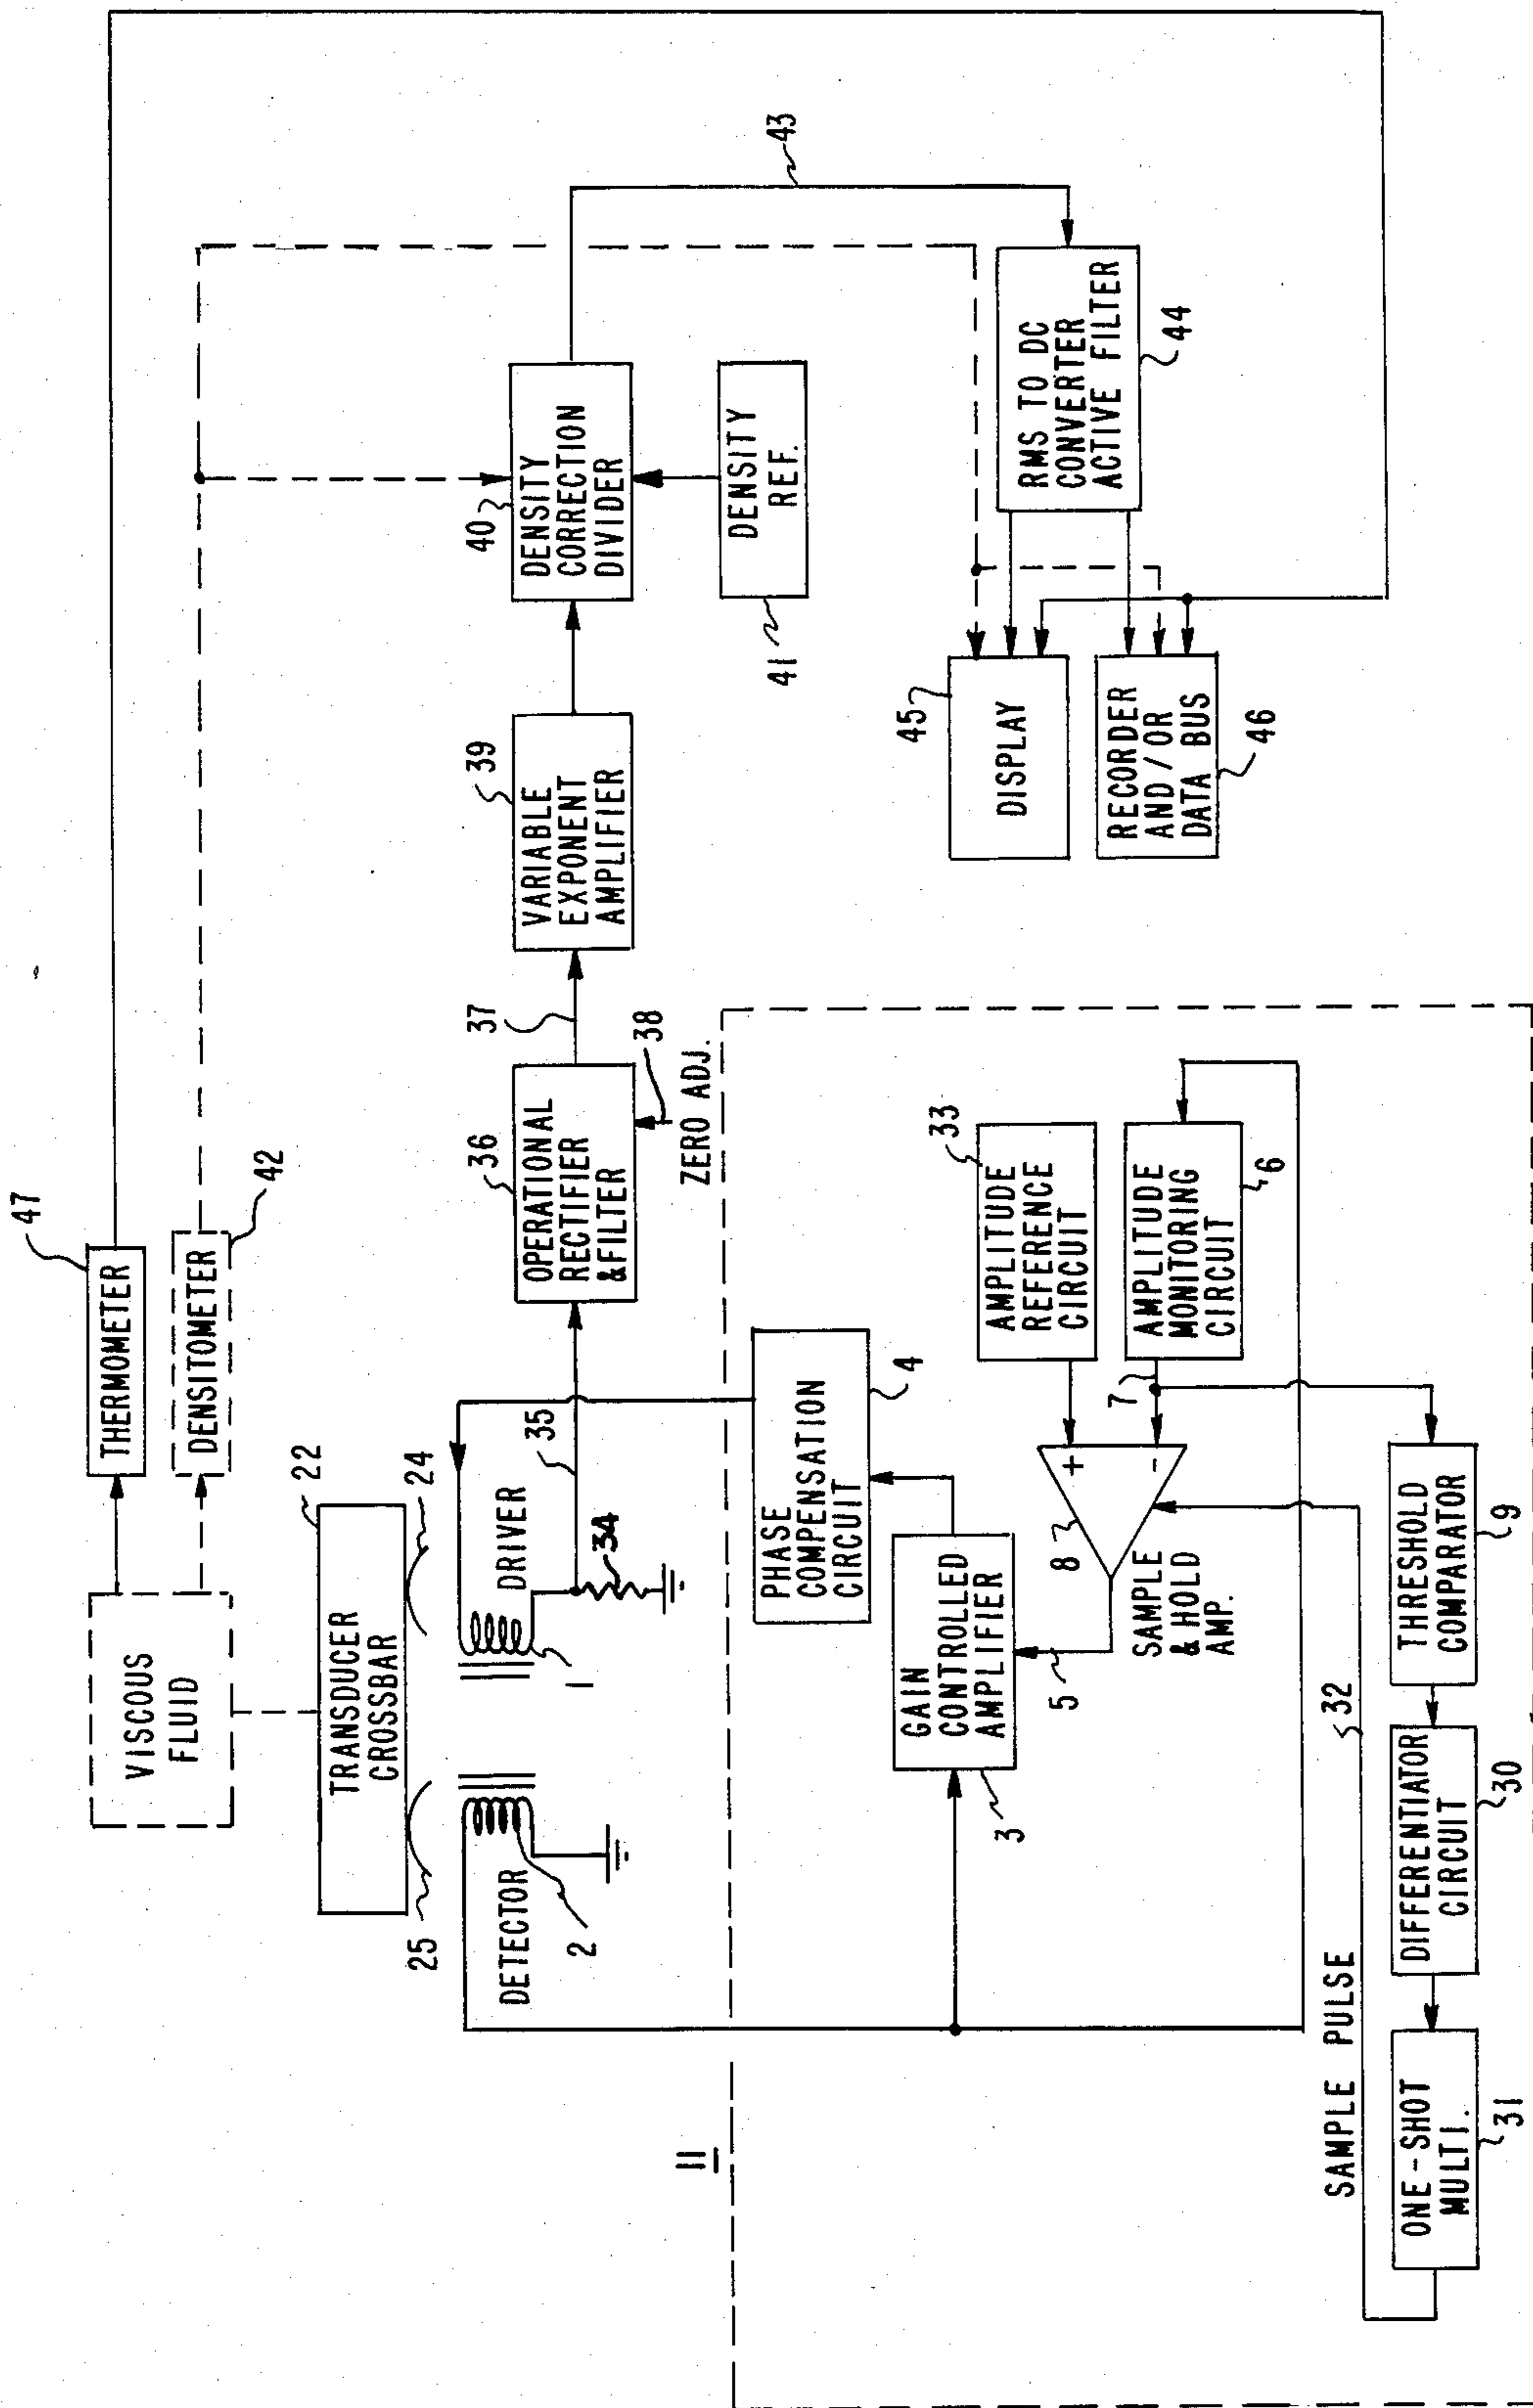 47
THERMOMETER
DENSITOMETER
42
VISCOUS
FLUID
TRANSDUCER
CROSSBAR
22
24
25
DETECTOR
2
DRIVER
1
34
35
36
OPERATIONAL
RECTIFIER
&FILTER
37
38
ZERO ADJ.
39
VARIABLE
EXPONENT
AMPLIFIER
40
DENSITY
CORRECTION
DIVIDER
DENSITY
REF.
41
43
RMS TO DC
CONVERTER
ACTIVE FILTER
44
45
DISPLAY
RECORDER
AND/OR
DATA BUS
46
11
PHASE
COMPENSATION
CIRCUIT
4
GAIN
CONTROLLED
AMPLIFIER
3
5
8
+
-
SAMPLE
& HOLD
AMP.
33
AMPLITUDE
REFERENCE
CIRCUIT
AMPLITUDE
MONITORING
CIRCUIT
6
7
THRESHOLD
COMPARATOR
9
DIFFERENTIATOR
CIRCUIT
30
ONE-SHOT
MULTI.
31
SAMPLE PULSE
32